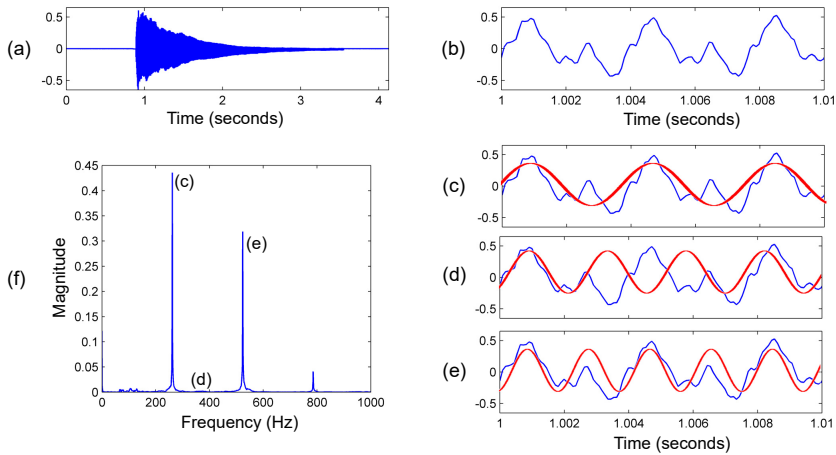 (a)
0.5
0
-0.5
0 1 2 3 4
Time (seconds)
(b)
0.5
0
-0.5
1 1.002 1.004 1.006 1.008 1.01
Time (seconds)
(f)
Magnitude
0.45
0.4
0.35
0.3
0.25
0.2
0.15
0.1
0.05
0
(c)
(e)
(d)
0 200 400 600 800 1000
Frequency (Hz)
(c)
0.5
0
-0.5
(d)
0.5
0
-0.5
(e)
0.5
0
-0.5
1 1.002 1.004 1.006 1.008 1.01
Time (seconds)